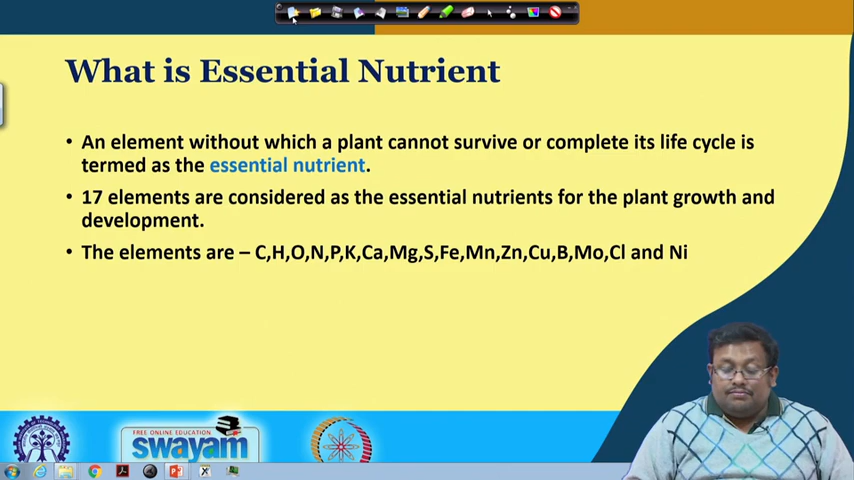 What is Essential Nutrient
• An element without which a plant cannot survive or complete its life cycle is
termed as the essential nutrient.
• 17 elements are considered as the essential nutrients for the plant growth and
development.
• The elements are – C,H,O,N,P,K,Ca,Mg,S,Fe,Mn,Zn,Cu,B,Mo,Cl and Ni
FREE ONLINE EDUCATION
swayam